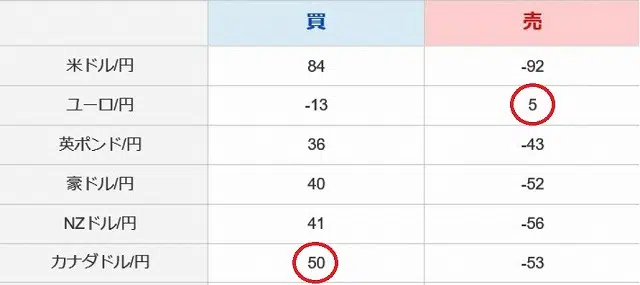 買 売
米ドル/円 84 -92
ユーロ/円 -13 5
英ポンド/円 36 -43
豪ドル/円 40 -52
NZドル/円 41 -56
カナダドル/円 50 -53